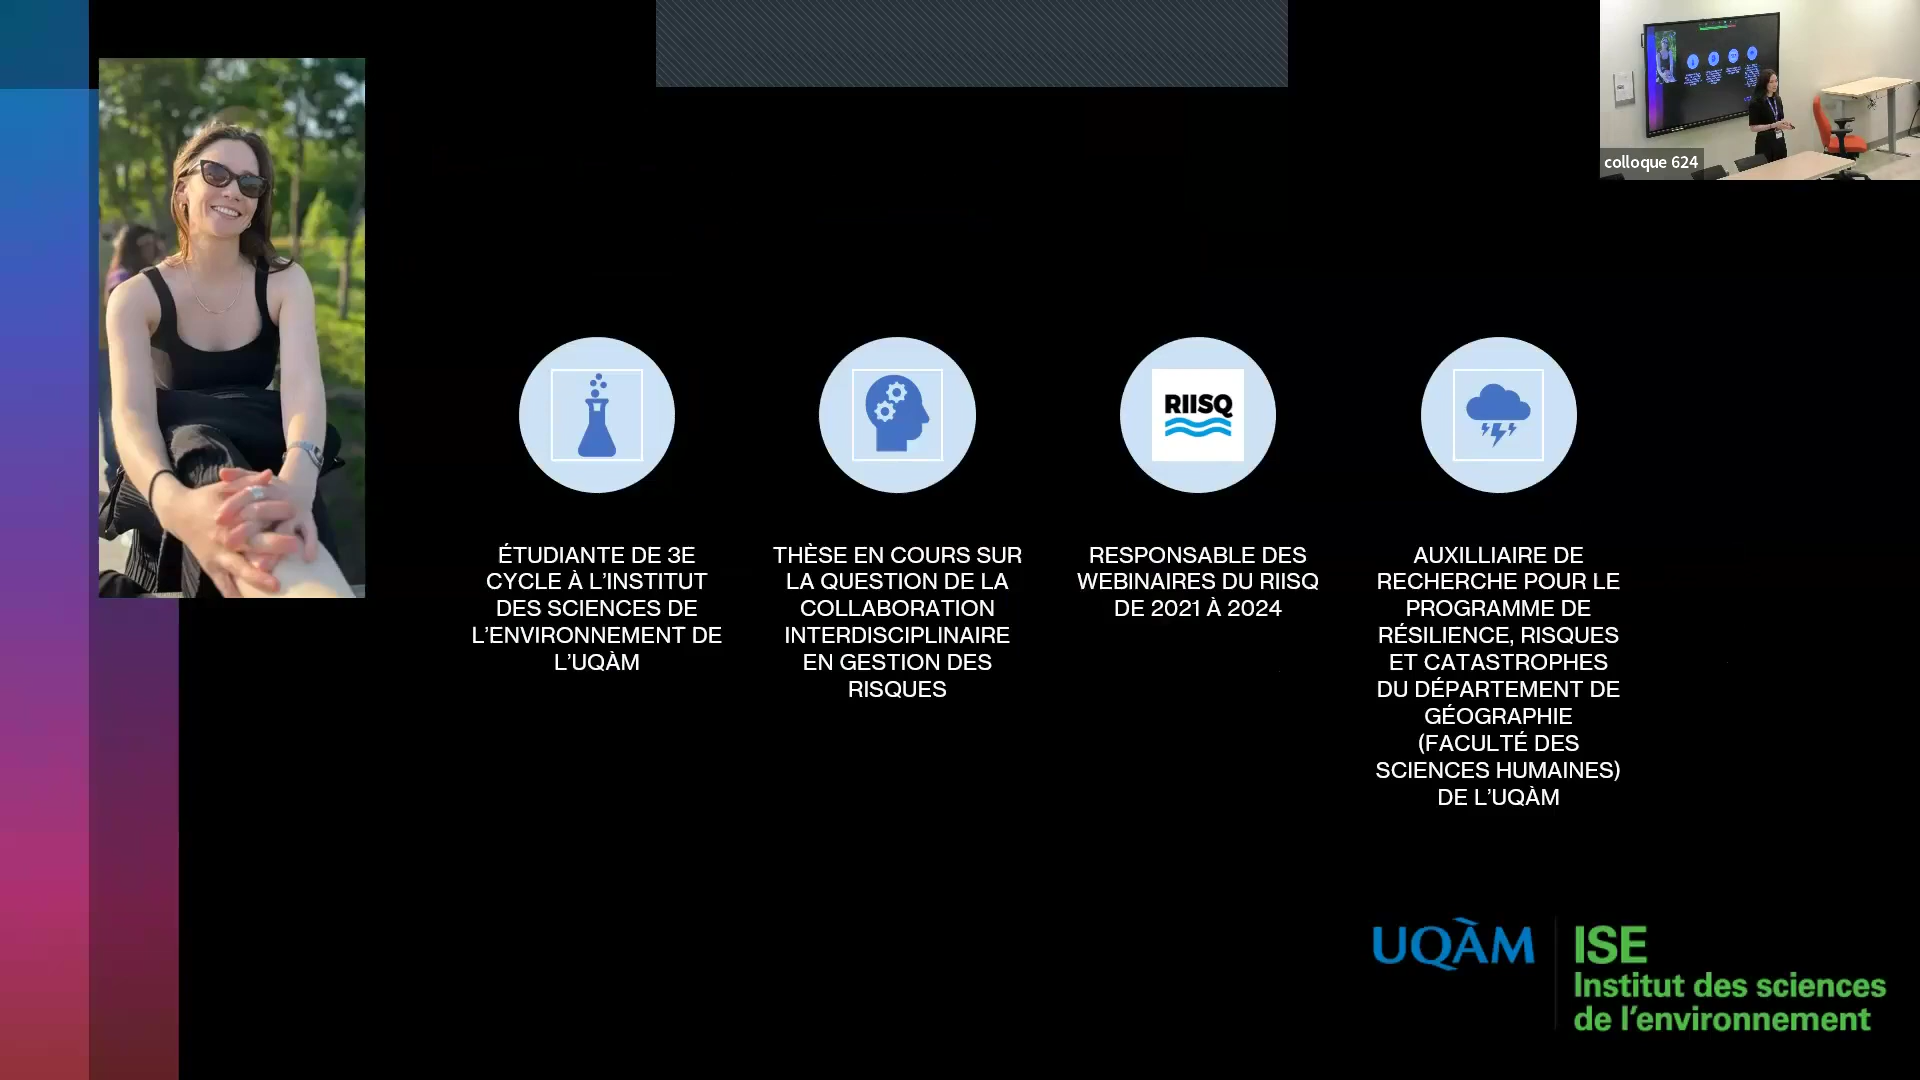 colloque 624
RIISQ
ÉTUDIANTE DE 3E
CYCLE À L'INSTITUT
DES SCIENCES DE
L'ENVIRONNEMENT DE
L'UQÀM
THÈSE EN COURS SUR
LA QUESTION DE LA
COLLABORATION
INTERDISCIPLINAIRE
EN GESTION DES
RISQUES
RESPONSABLE DES
WEBINAIRES DU RIISQ
DE 2021 À 2024
AUXILLIAIRE DE
RECHERCHE POUR LE
PROGRAMME DE
RÉSILIENCE, RISQUES
ET CATASTROPHES
DU DÉPARTEMENT DE
GÉOGRAPHIE
(FACULTÉ DES
SCIENCES HUMAINES)
DE L'UQÀM
UQÀM
ISE
Institut des sciences
de l'environnement